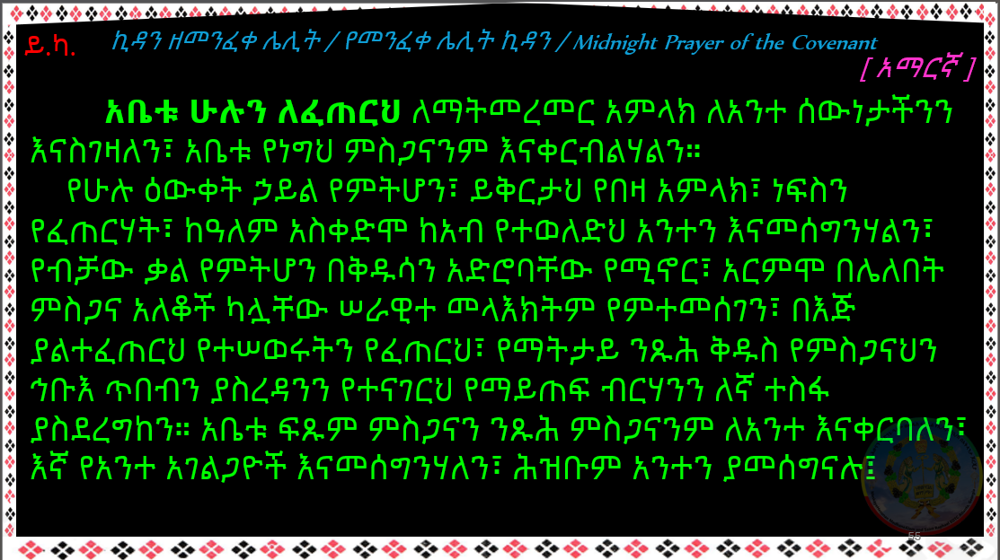 ይ.ካ. ኪዳን ዘመንፈቀ ሌሊት / የመንፈቀ ሌሊት ኪዳን / Midnight Prayer of the Covenant
[ አማርኛ ]
አቤቱ ሁሉን ለፈጠርህ ለማትመረመር አምላክ ለአንተ ሰውነታችንን
እናስገዛለን፣ አቤቱ የነግህ ምስጋናንም እናቀርብልሃልን።
የሁሉ ዕውቀት ኃይል የምትሆን፣ ይቅርታህ የበዛ አምላክ፣ ነፍስን
የፈጠርሃት፣ ከዓለም አስቀድሞ ከአብ የተወለድህ አንተን እናመሰግንሃልን፣
የብቻው ቃል የምትሆን በቅዱሳን አድሮባቸው የሚኖር፣ አርምሞ በሌለበት
ምስጋና አለቆች ካሏቸው ሠራዊተ መላእክትም የምተመሰገን፣ በእጅ
ያልተፈጠርህ የተሠወሩትን የፈጠርህ፣ የማትታይ ንጹሕ ቅዱስ የምስጋናህን
ኅቡእ ጥበብን ያስረዳንን የተናገርህ የማይጠፍ ብርሃንን ለኛ ተስፋ
ያስደረግከን። አቤቱ ፍጹም ምስጋናን ንጹሕ ምስጋናንም ለአንተ እናቀርባለን፣
እኛ የአንተ አገልጋዮች እናመሰግንሃለን፣ ሕዝቡም አንተን ያመሰግናሉ፤
55